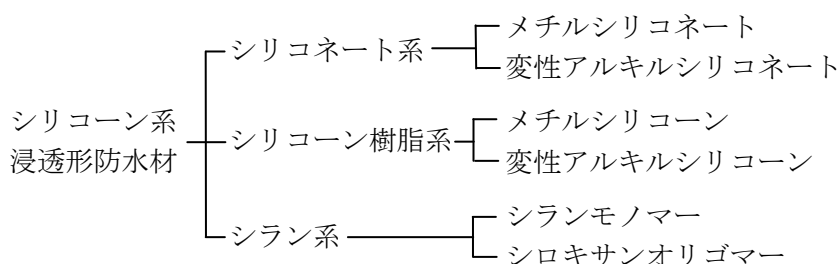 シリコーン系
浸透形防水材
シリコネート系
メチルシリコネート
変性アルキルシリコネート
シリコーン樹脂系
メチルシリコーン
変性アルキルシリコーン
シラン系
シランモノマー
シロキサンオリゴマー